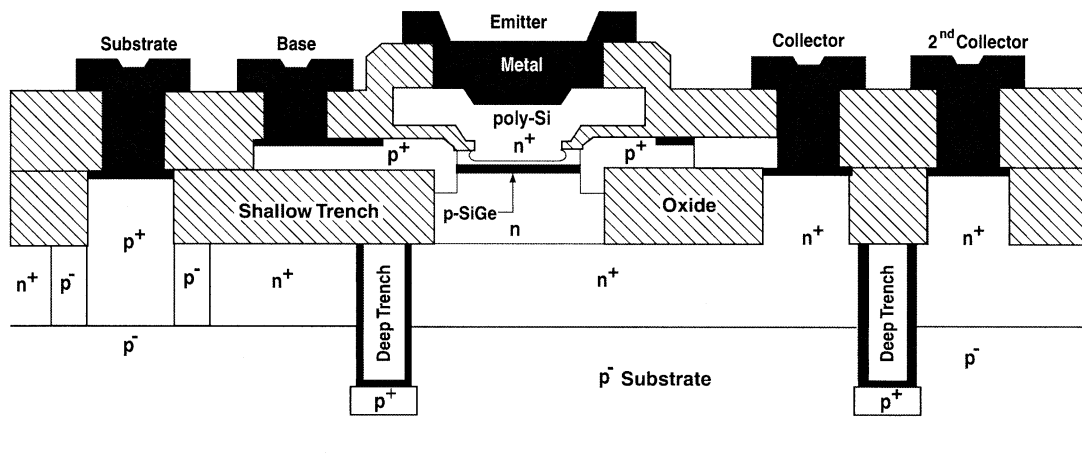 Emitter
Substrate
Base
Collector
2nd Collector
Metal
poly-Si
n+
p+
p+
p-SiGe
Shallow Trench
Oxide
n
p+
n+
n+
n+
p-
p-
n+
n+
Deep Trench
Deep Trench
p-
p- Substrate
p-
p+
p+